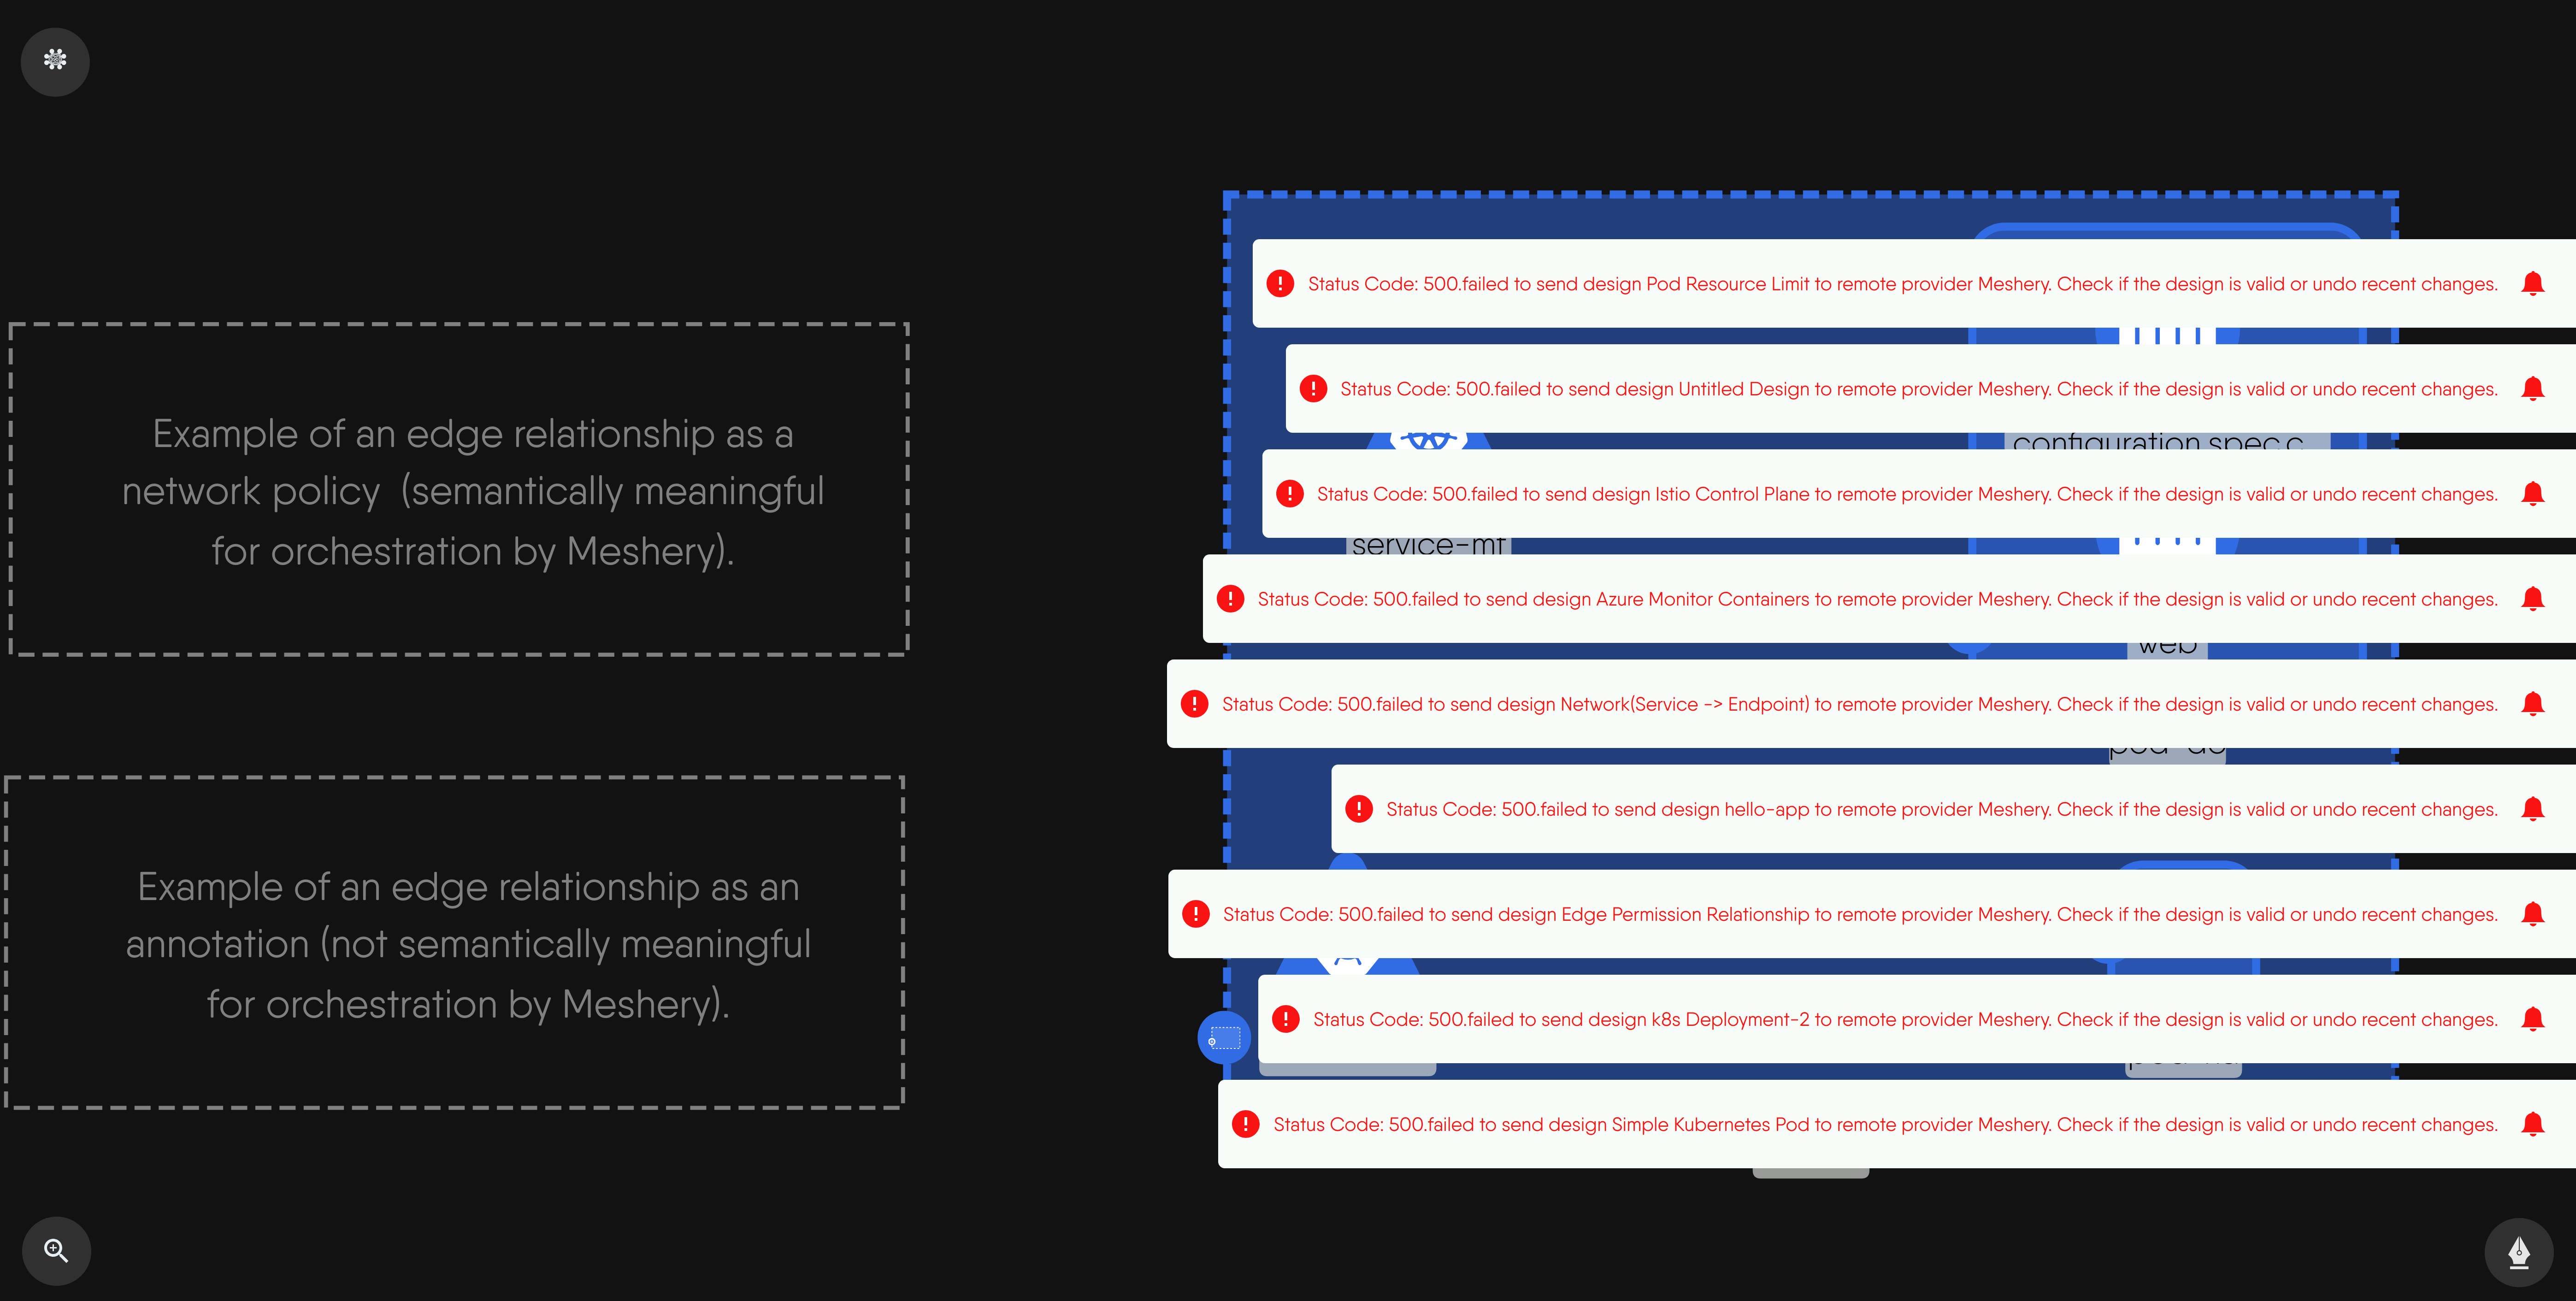 Example of an edge relationship as a
network policy (semantically meaningful
for orchestration by Meshery).
Example of an edge relationship as an
annotation (not semantically meaningful
for orchestration by Meshery).
Status Code: 500.failed to send design Pod Resource Limit to remote provider Meshery. Check if the design is valid or undo recent changes.
Status Code: 500.failed to send design Untitled Design to remote provider Meshery. Check if the design is valid or undo recent changes.
configuration.spec.c
Status Code: 500.failed to send design Istio Control Plane to remote provider Meshery. Check if the design is valid or undo recent changes.
Status Code: 500.failed to send design Azure Monitor Containers to remote provider Meshery. Check if the design is valid or undo recent changes.
web
Status Code: 500.failed to send design Network(Service -> Endpoint) to remote provider Meshery. Check if the design is valid or undo recent changes.
Status Code: 500.failed to send design hello-app to remote provider Meshery. Check if the design is valid or undo recent changes.
Status Code: 500.failed to send design Edge Permission Relationship to remote provider Meshery. Check if the design is valid or undo recent changes.
Status Code: 500.failed to send design k8s Deployment-2 to remote provider Meshery. Check if the design is valid or undo recent changes.
Status Code: 500.failed to send design Simple Kubernetes Pod to remote provider Meshery. Check if the design is valid or undo recent changes.